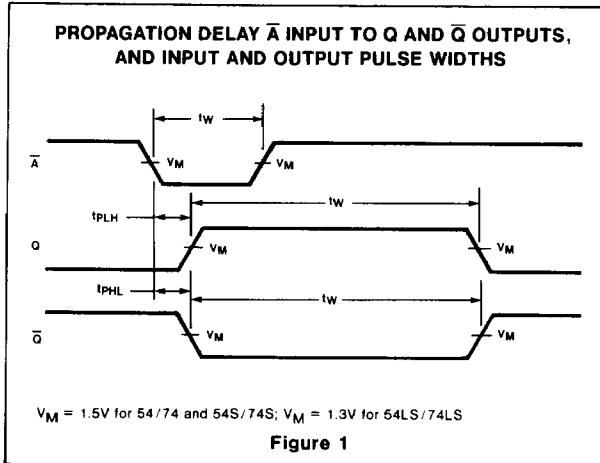 PROPAGATION DELAY A̅ INPUT TO Q AND Q̅ OUTPUTS,
AND INPUT AND OUTPUT PULSE WIDTHS
tW
A̅
VM
VM
tPLH
tW
Q
VM
VM
tPHL
tW
Q̅
VM
VM
VM = 1.5V for 54/74 and 54S/74S; VM = 1.3V for 54LS/74LS
Figure 1